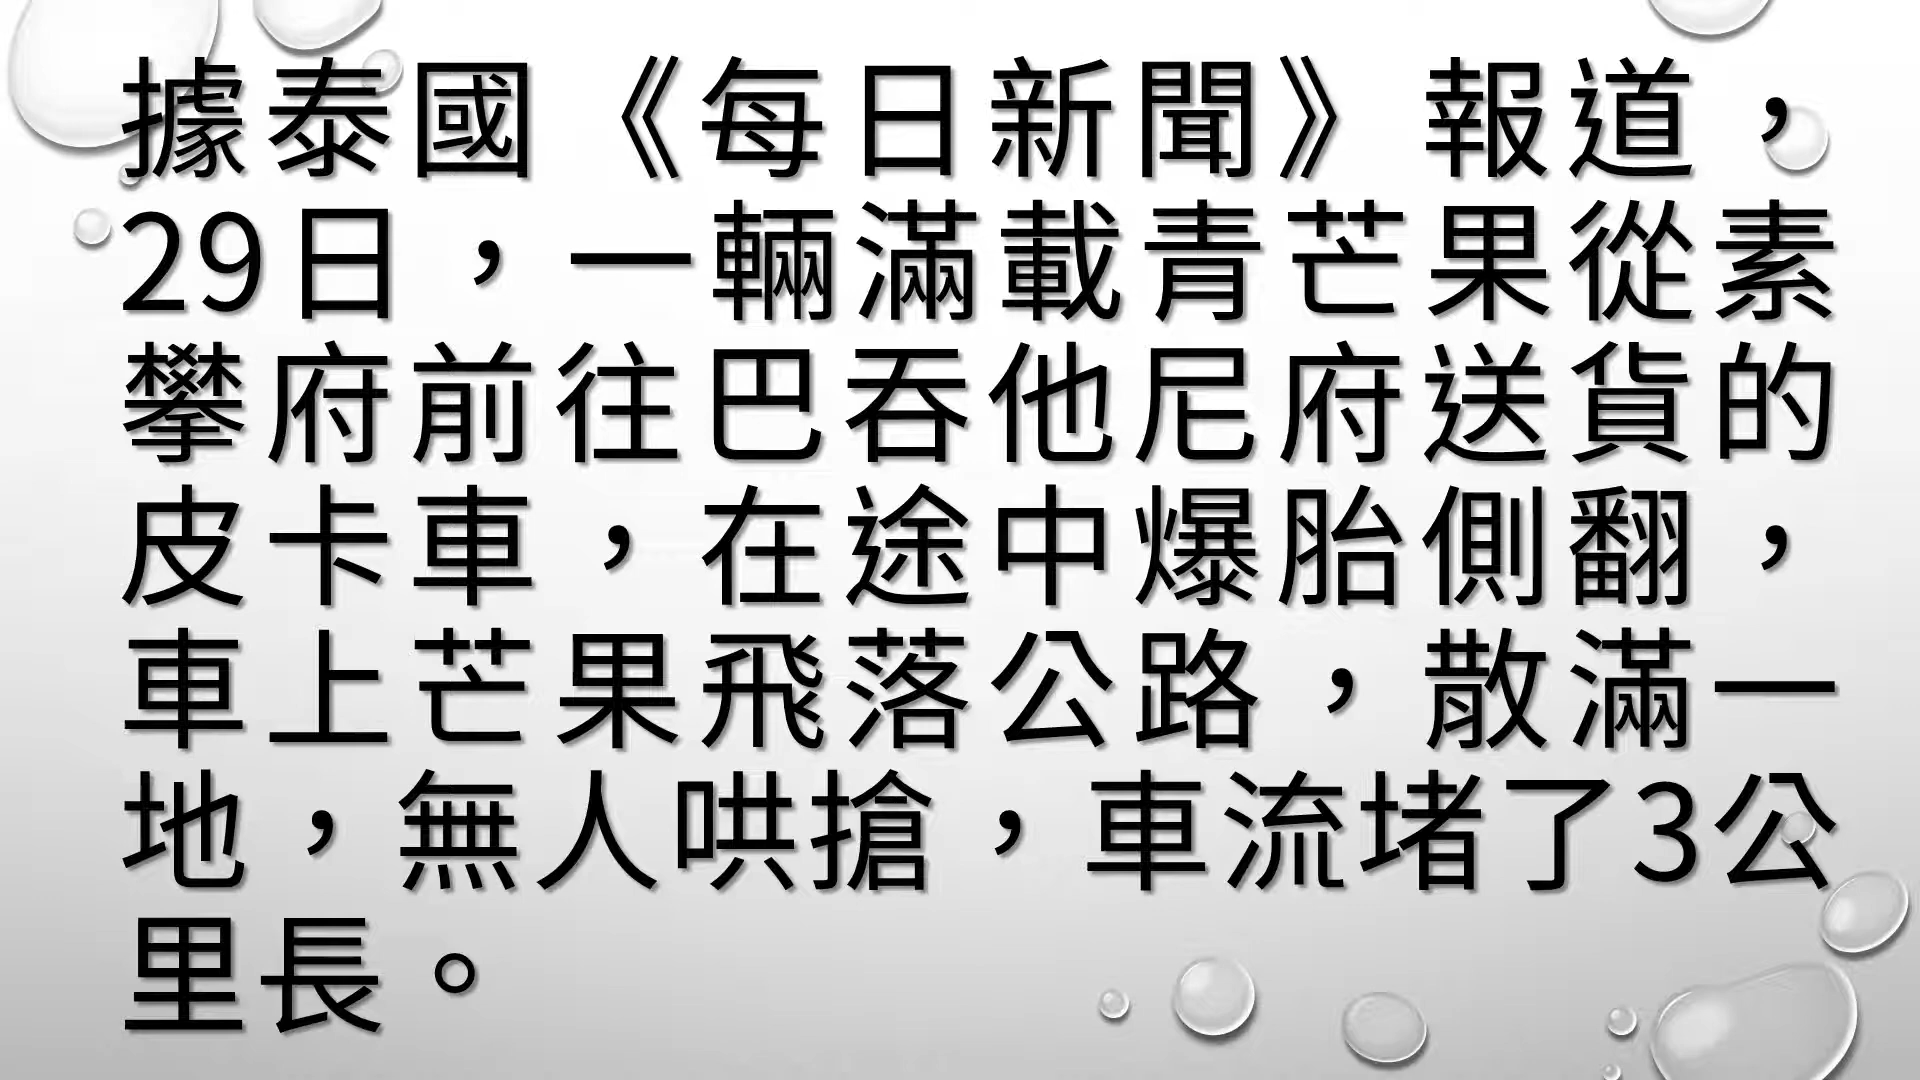 據泰國《每日新聞》報道，
29日，一輛滿載青芒果從素
攀府前往巴吞他尼府送貨的
皮卡車，在途中爆胎側翻，
車上芒果飛落公路，散滿一
地，無人哄搶，車流堵了3公
里長。